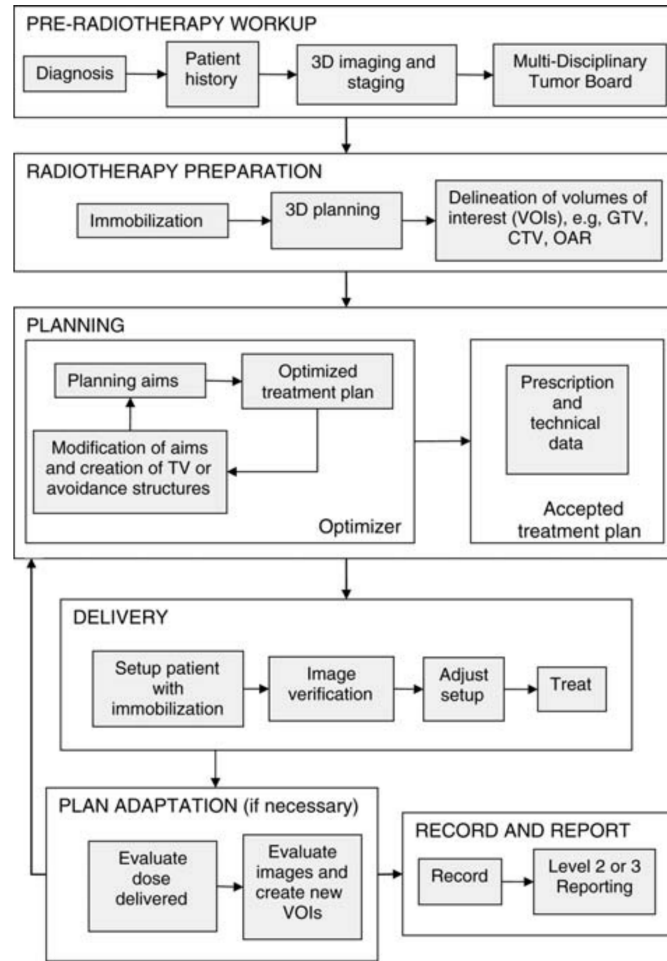 PRE-RADIOTHERAPY WORKUP
Diagnosis
Patient
history
3D imaging and
staging
Multi-Disciplinary
Tumor Board
RADIOTHERAPY PREPARATION
Immobilization
3D planning
Delineation of volumes of
interest (VOIs), e.g, GTV,
CTV, OAR
PLANNING
Planning aims
Optimized
treatment plan
Modification of aims
and creation of TV or
avoidance structures
Optimizer
Prescription
and
technical
data
Accepted
treatment plan
DELIVERY
Setup patient
with
immobilization
Image
verification
Adjust
setup
Treat
PLAN ADAPTATION (if necessary)
Evaluate
dose
delivered
Evaluate
images and
create new
VOIs
RECORD AND REPORT
Record
Level 2 or 3
Reporting